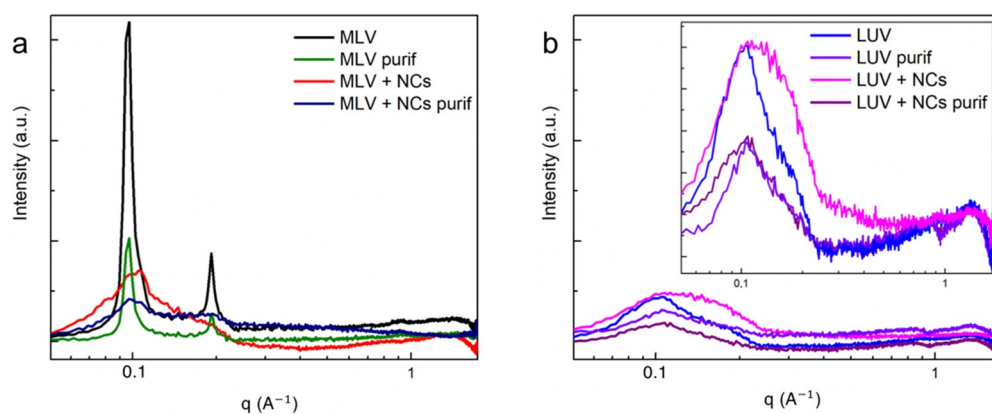 a
MLV
MLV purif
MLV + NCs
MLV + NCs purif
Intensity (a.u.)
0.1
1
q (A⁻¹)
b
LUV
LUV purif
LUV + NCs
LUV + NCs purif
Intensity (a.u.)
0.1
1
0.1
1
q (A⁻¹)